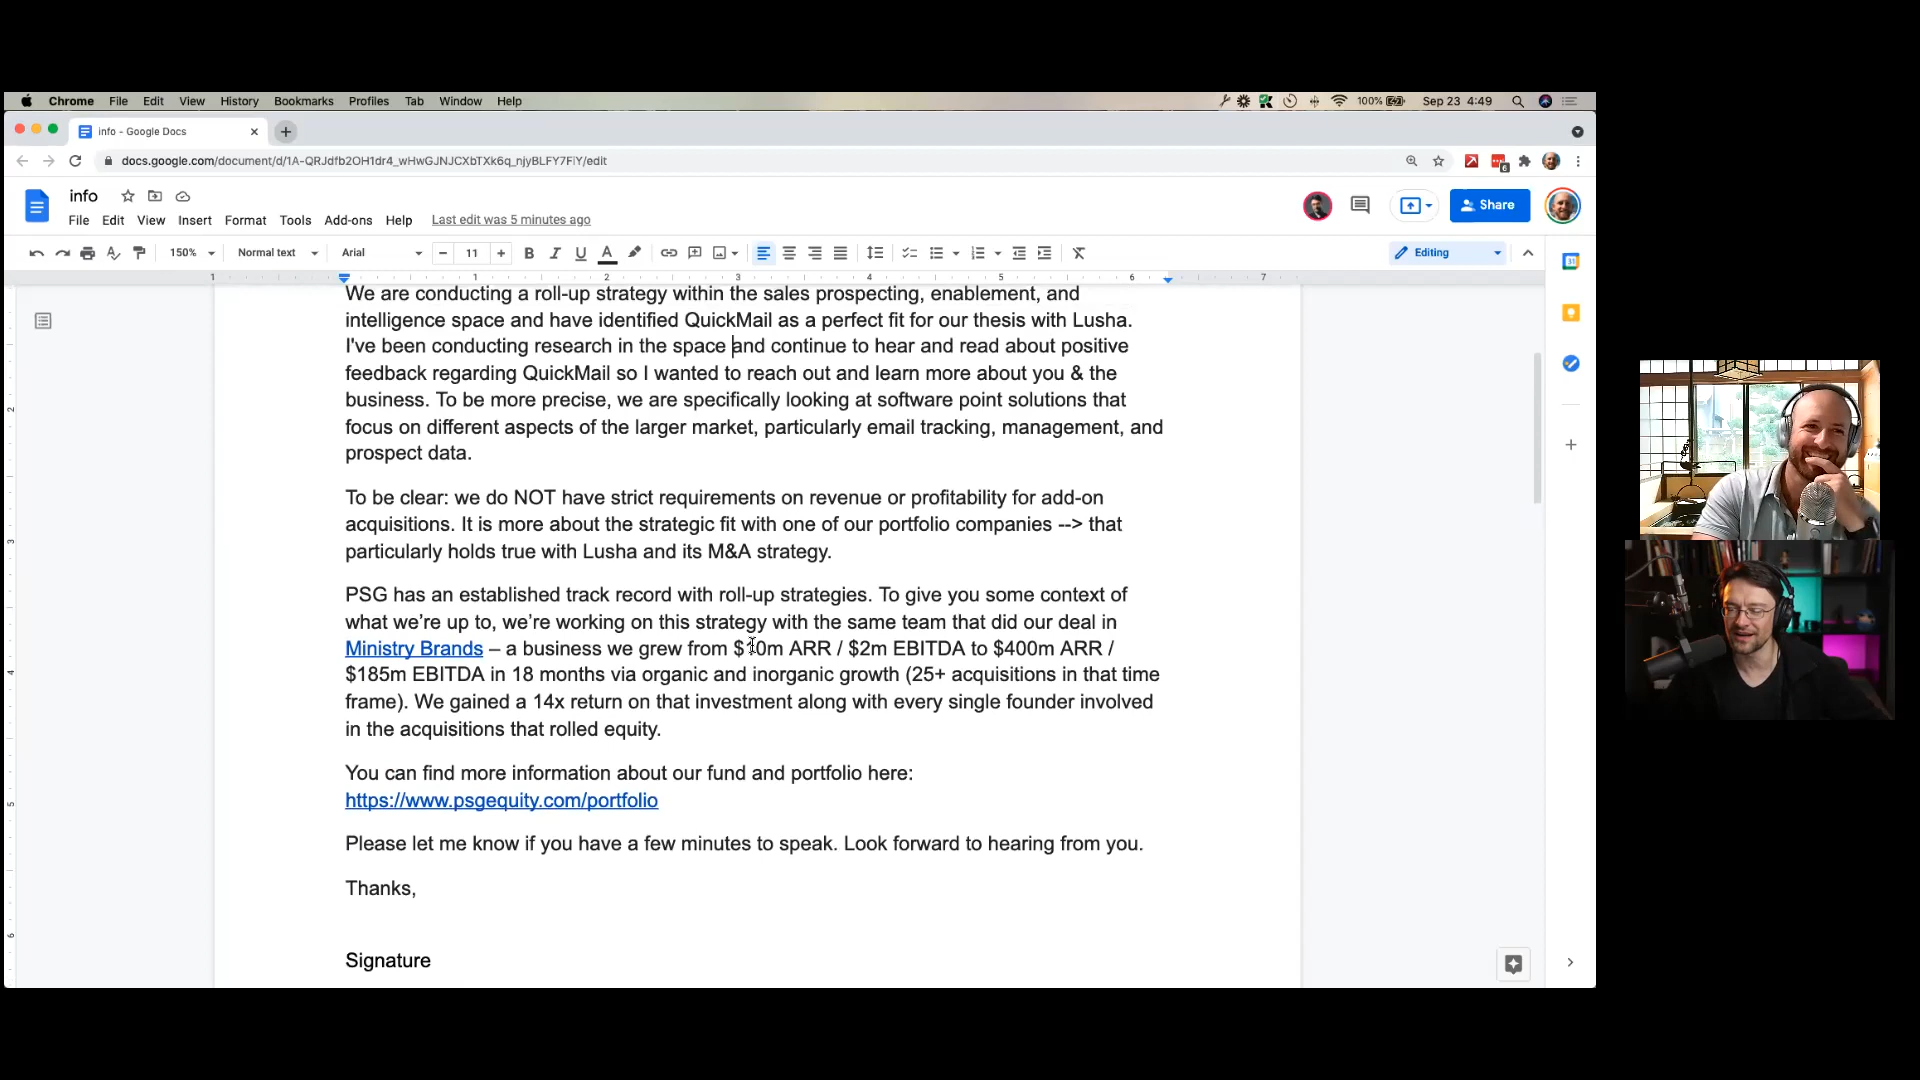 Chrome File Edit View History Bookmarks Profiles Tab Window Help 100% Sep 23 4:49
info - Google Docs
docs.google.com/document/d/1A-QRJdfb2OH1dr4_wHwGJNJCXbTXk6q_njyBLFY7FIY/edit
6
info
Share
File Edit View Insert Format Tools Add-ons Help Last edit was 5 minutes ago
150% Normal text Arial 11 B I U A Editing
31
1 1 2 3 4 5 6 7
We are conducting a roll-up strategy within the sales prospecting, enablement, and
intelligence space and have identified QuickMail as a perfect fit for our thesis with Lusha.
I've been conducting research in the space and continue to hear and read about positive
feedback regarding QuickMail so I wanted to reach out and learn more about you & the
business. To be more precise, we are specifically looking at software point solutions that
focus on different aspects of the larger market, particularly email tracking, management, and
prospect data.
To be clear: we do NOT have strict requirements on revenue or profitability for add-on
acquisitions. It is more about the strategic fit with one of our portfolio companies --> that
particularly holds true with Lusha and its M&A strategy.
PSG has an established track record with roll-up strategies. To give you some context of
what we’re up to, we’re working on this strategy with the same team that did our deal in
Ministry Brands – a business we grew from $10m ARR / $2m EBITDA to $400m ARR /
$185m EBITDA in 18 months via organic and inorganic growth (25+ acquisitions in that time
frame). We gained a 14x return on that investment along with every single founder involved
in the acquisitions that rolled equity.
You can find more information about our fund and portfolio here:
https://www.psgequity.com/portfolio
Please let me know if you have a few minutes to speak. Look forward to hearing from you.
Thanks,
Signature
2
3
4
5
6